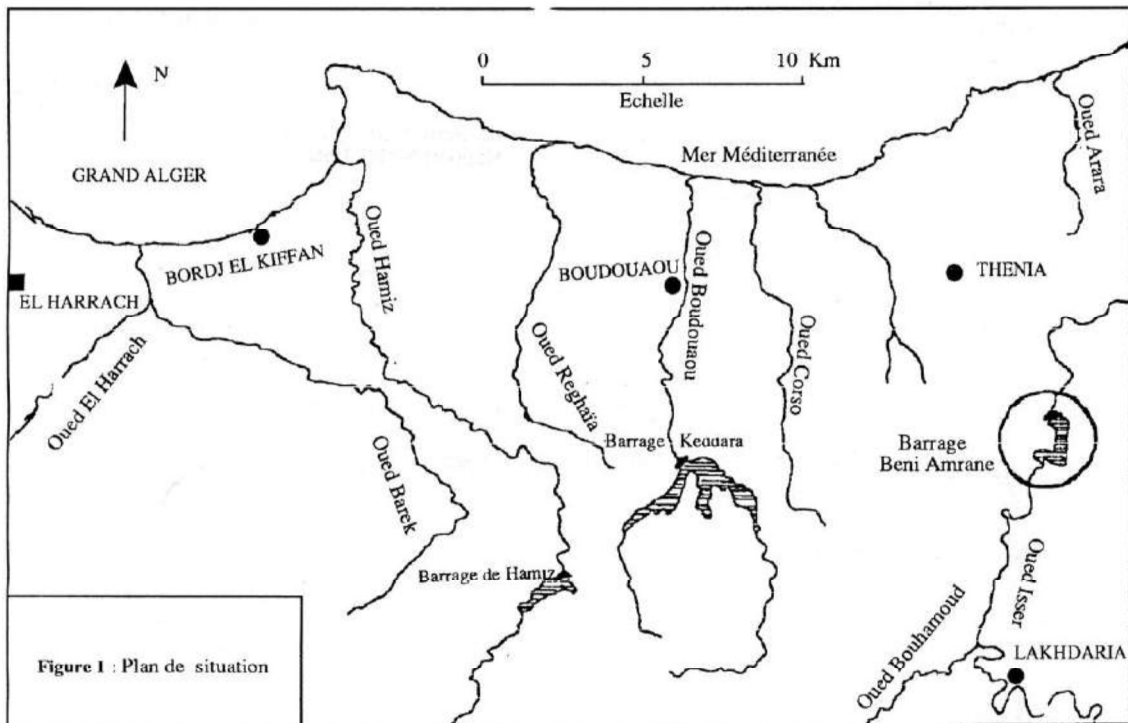 0 5 10 Km
Echelle
N
GRAND ALGER
Mer Méditerranée
Oued Arara
Oued Hamiz
BORDJ EL KIFFAN
BOUDOUAOU
Oued Boudouaou
THENIA
EL HARRACH
Oued El Harrach
Oued Reghaïa
Oued Corso
Oued Barek
Barrage Keddara
Barrage
Beni Amrane
Barrage de Hamiz
Oued Isser
Oued Bouhamoud
LAKHDARIA
Figure 1 : Plan de situation